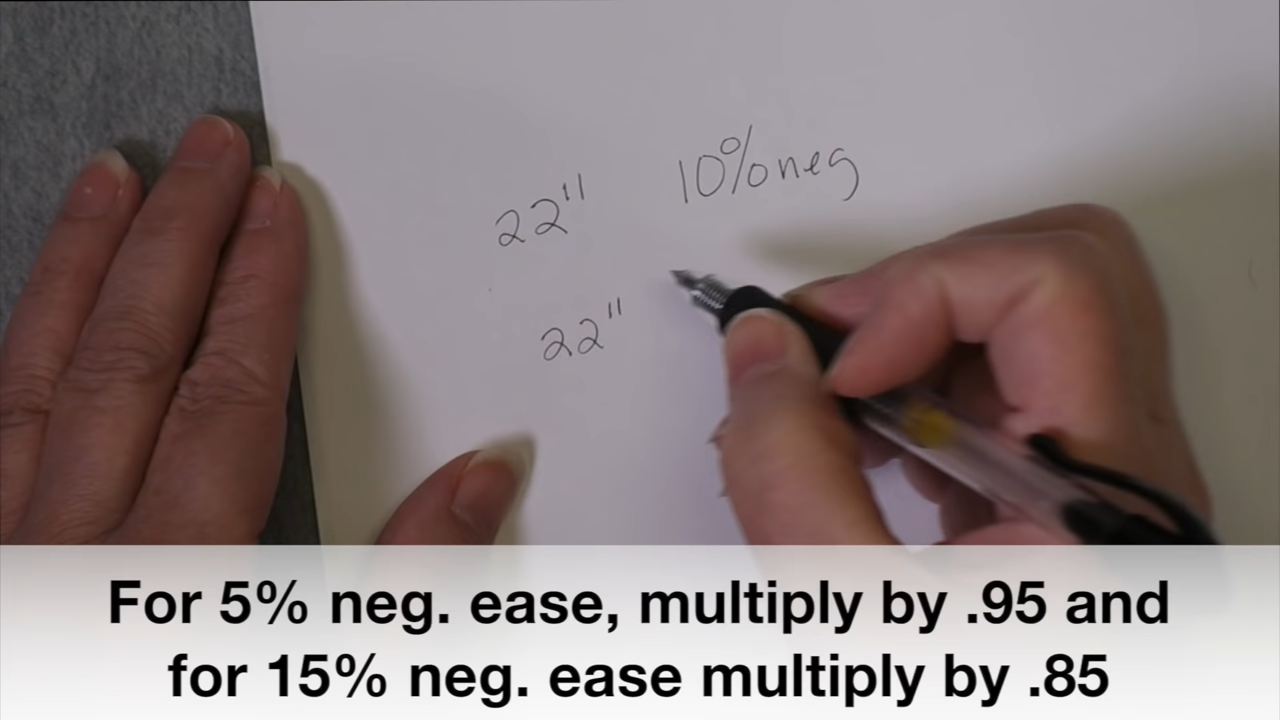 22" 10% neg
22"
For 5% neg. ease, multiply by .95 and
for 15% neg. ease multiply by .85